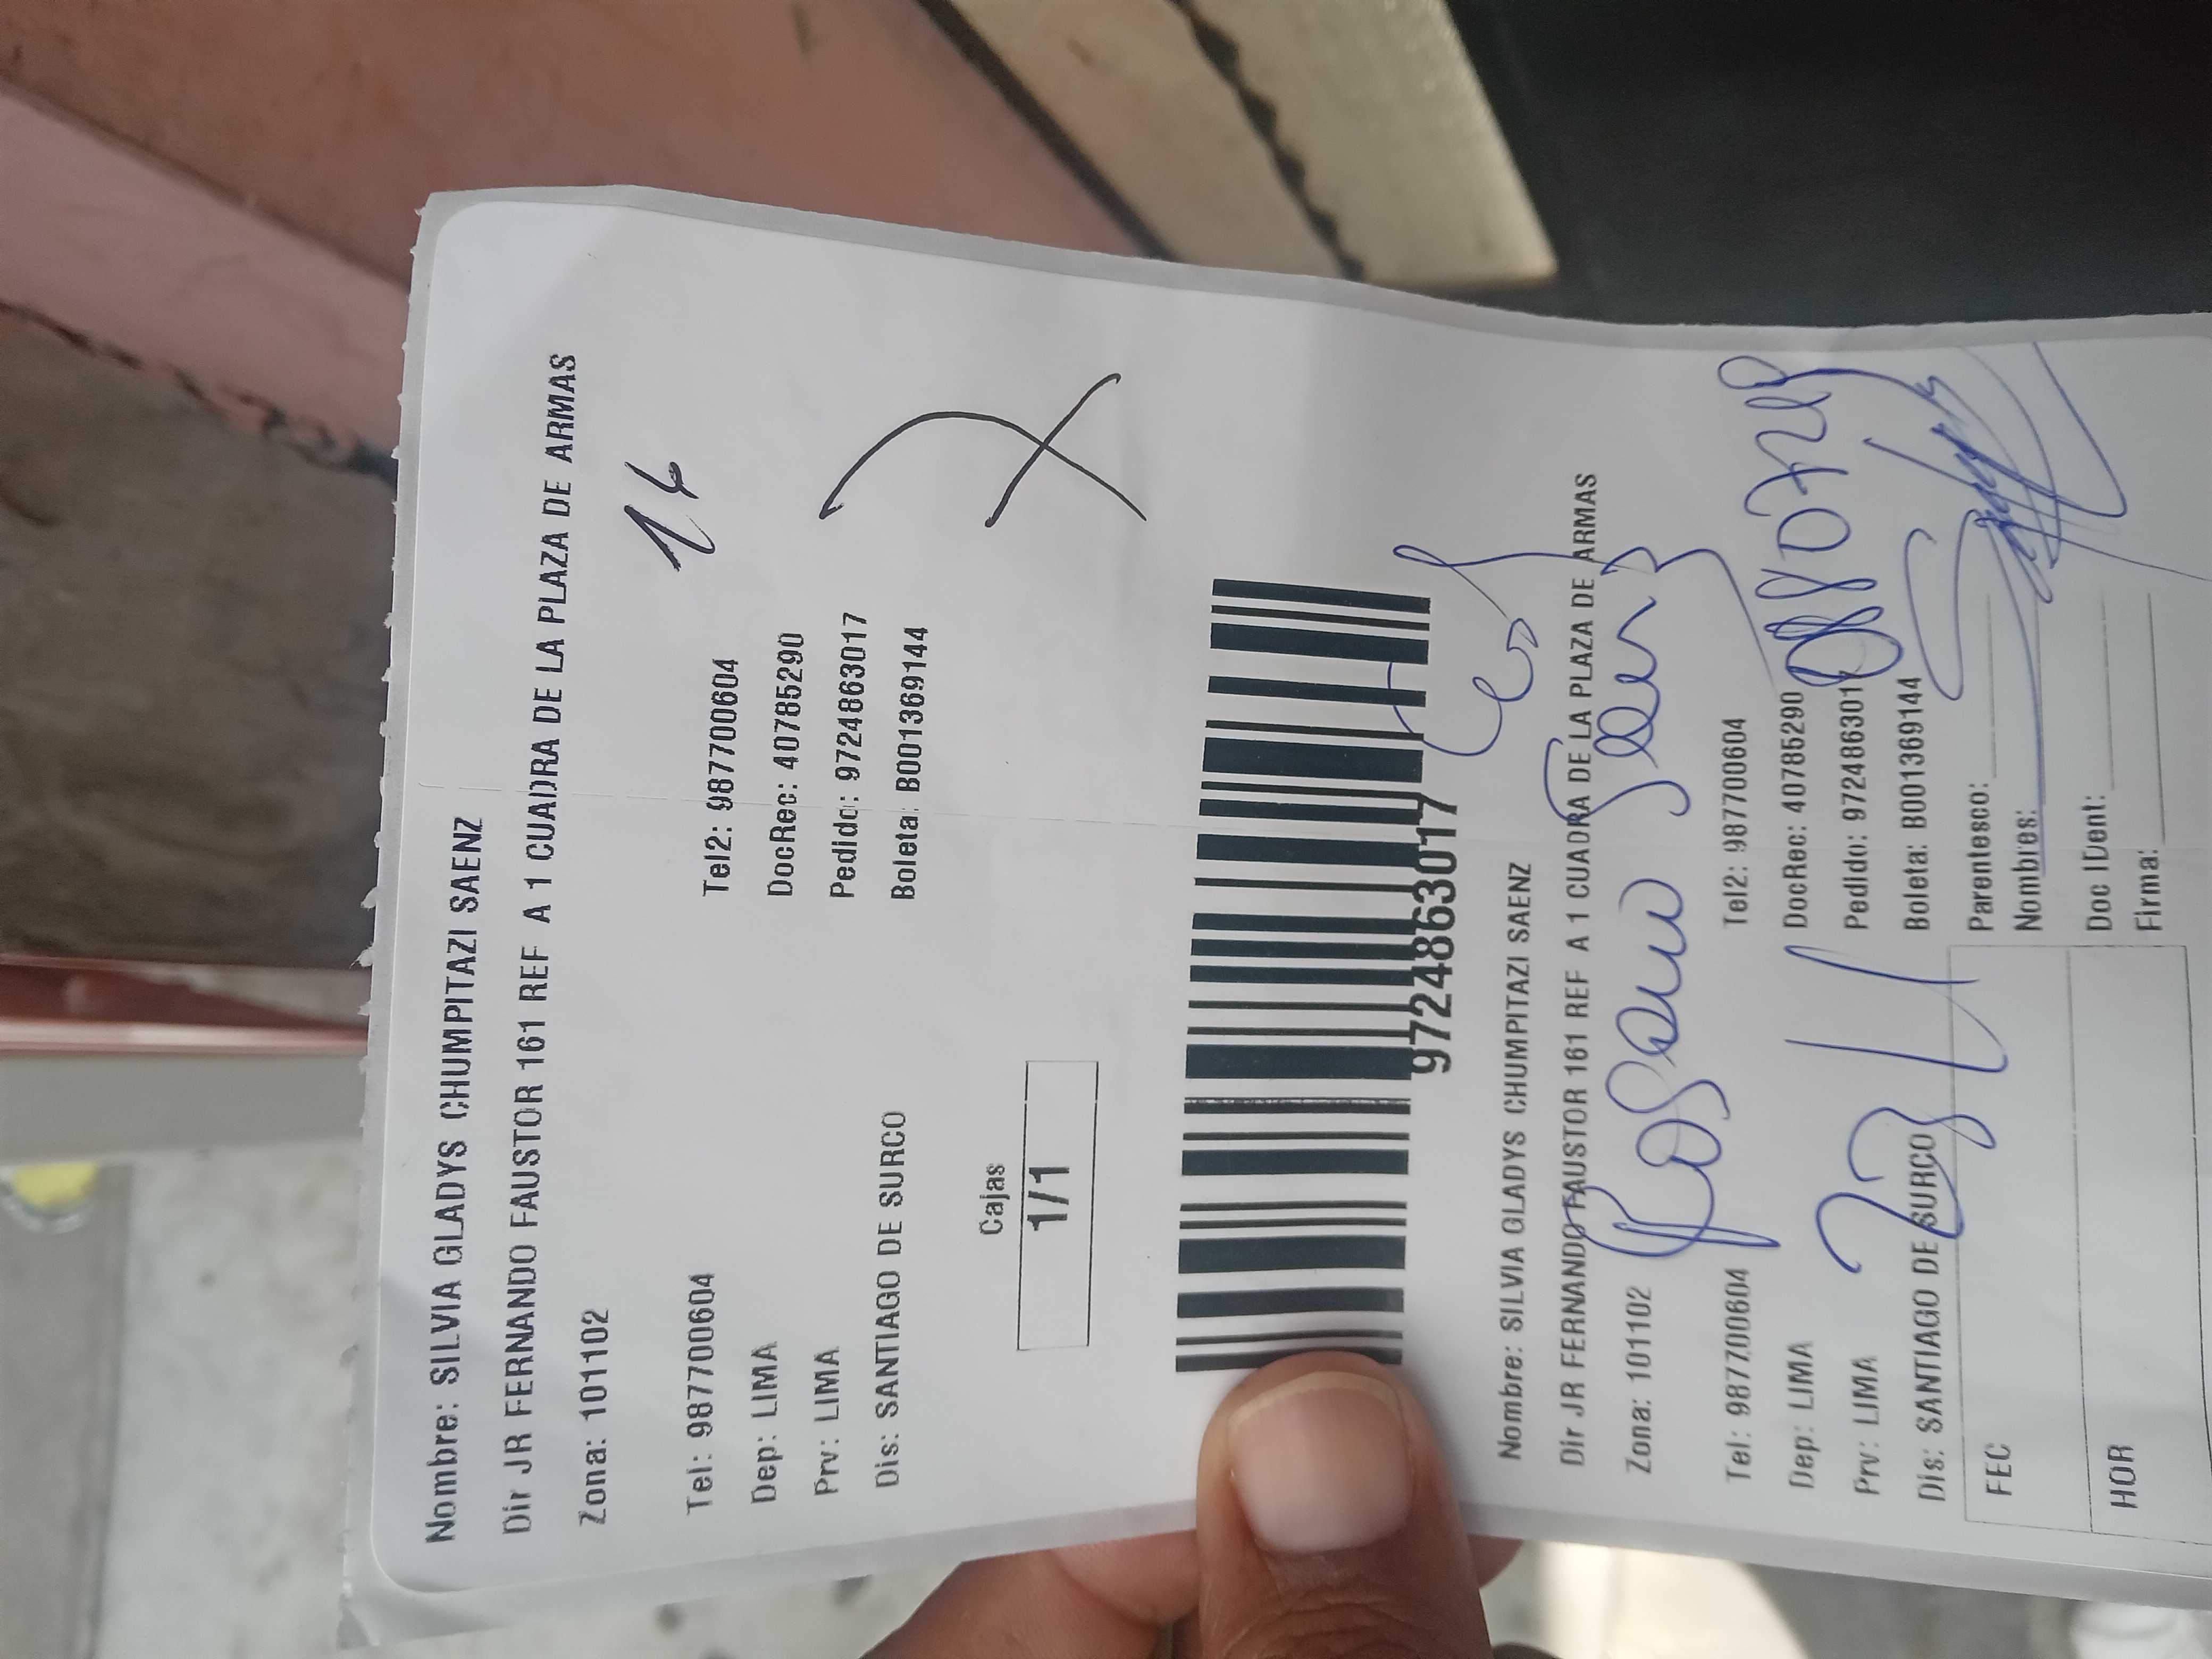 Nombre: SILVIA GLADYS CHUMPITAZI SAENZ
Dir JR FERNANDO FAUSTOR 161 REF A 1 CUADRA DE LA PLAZA DE ARMAS
Zona: 101102
14
Tel: 987700604 Tel2: 987700604
Dep: LIMA DocRec: 40785290
Prv: LIMA Pedido: 9724863017
Dis: SANTIAGO DE SURCO Boleta: B001369144
Cajas
1/1
9724863017
Nombre: SILVIA GLADYS CHUMPITAZI SAENZ
Dir JR FERNANDO FAUSTOR 161 REF A 1 CUADRA DE LA PLAZA DE ARMAS
Zona: 101102
Tel: 987700604 Tel2: 987700604
Dep: LIMA DocRec: 40785290
Prv: LIMA Pedido: 9724863017
Dis: SANTIAGO DE SURCO Boleta: B001369144
FEC Parentesco:
Nombres:
HOR Doc IDent:
Firma: